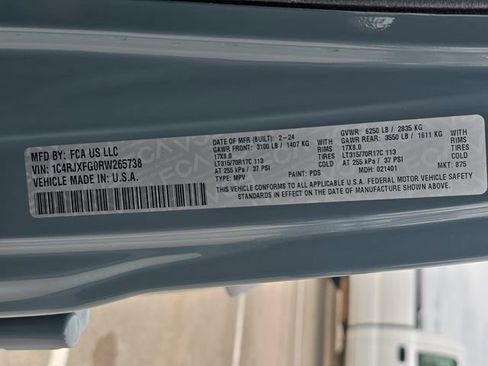 MFD BY: FCA US LLC
VIN: 1C4RJXFG0RW265738
VEHICLE MADE IN: U.S.A.
DATE OF MFR (BUILT): 2-24
GAWR FRONT: 3100 LB / 1407 KG
WITH
17X8.0 RIMS
LT315/70R17C 113 TIRES
AT 255 kPa / 37 PSI COLD
TYPE: MPV PAINT: PDS
GVWR: 6250 LB / 2835 KG
GAWR REAR: 3550 LB / 1611 KG
WITH
17X8.0 RIMS
LT315/70R17C 113 TIRES
AT 255 kPa / 37 PSI COLD
MDH: 021401 MKT: 875
THIS VEHICLE CONFORMS TO ALL APPLICABLE U.S.A. FEDERAL MOTOR VEHICLE SAFETY
STANDARDS IN EFFECT ON THE DATE OF MANUFACTURE SHOWN ABOVE.